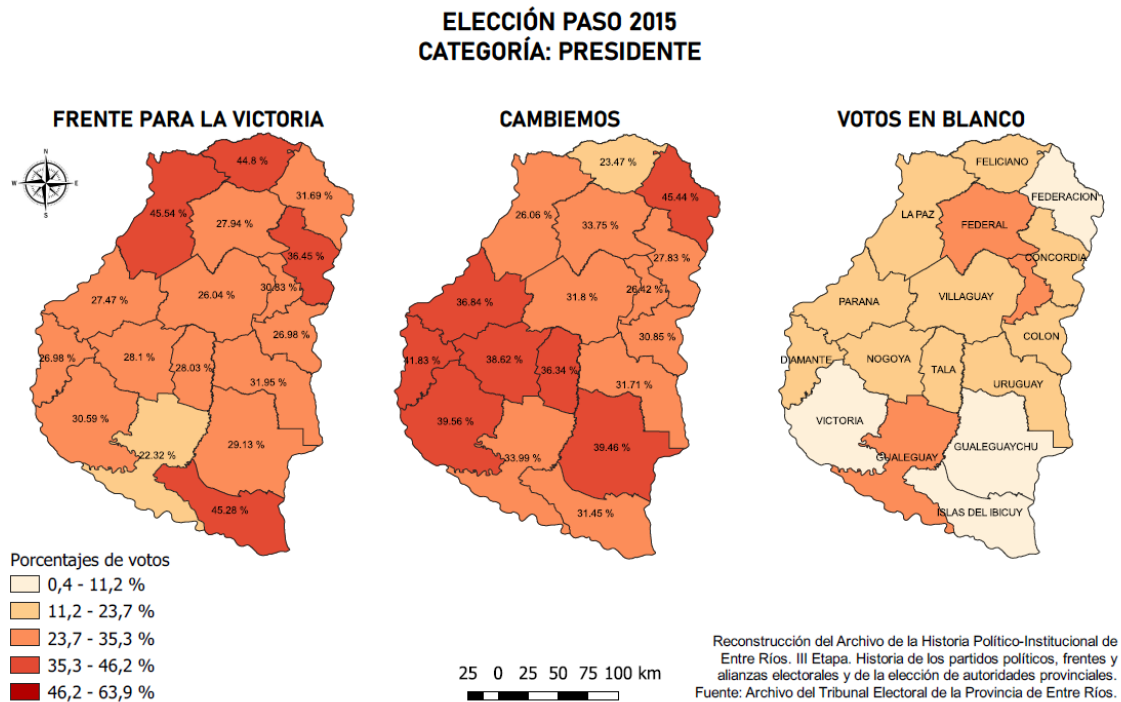 ELECCIÓN PASO 2015
CATEGORÍA: PRESIDENTE
FRENTE PARA LA VICTORIA
N
W
E
S
44.8 %
31.69 %
45.54 %
27.94 %
36.45 %
30.83 %
27.47 %
26.04 %
26.98 %
26.98 %
28.1 %
28.03 %
31.95 %
30.59 %
29.13 %
22.32 %
45.28 %
CAMBIEMOS
23.47 %
45.44 %
26.06 %
33.75 %
27.83 %
26.42 %
36.84 %
31.8 %
30.85 %
41.83 %
38.62 %
36.34 %
31.71 %
39.56 %
39.46 %
33.99 %
31.45 %
VOTOS EN BLANCO
FELICIANO
FEDERACION
LA PAZ
FEDERAL
CONCORDIA
PARANA
VILLAGUAY
COLON
DIAMANTE
NOGOYA
TALA
URUGUAY
VICTORIA
GUALEGUAYCHU
GUALEGUAY
ISLAS DEL IBICUY
Porcentajes de votos
0,4 - 11,2 %
11,2 - 23,7 %
23,7 - 35,3 %
35,3 - 46,2 %
46,2 - 63,9 %
25 0 25 50 75 100 km
Reconstrucción del Archivo de la Historia Político-Institucional de
Entre Ríos. III Etapa. Historia de los partidos políticos, frentes y
alianzas electorales y de la elección de autoridades provinciales.
Fuente: Archivo del Tribunal Electoral de la Provincia de Entre Ríos.